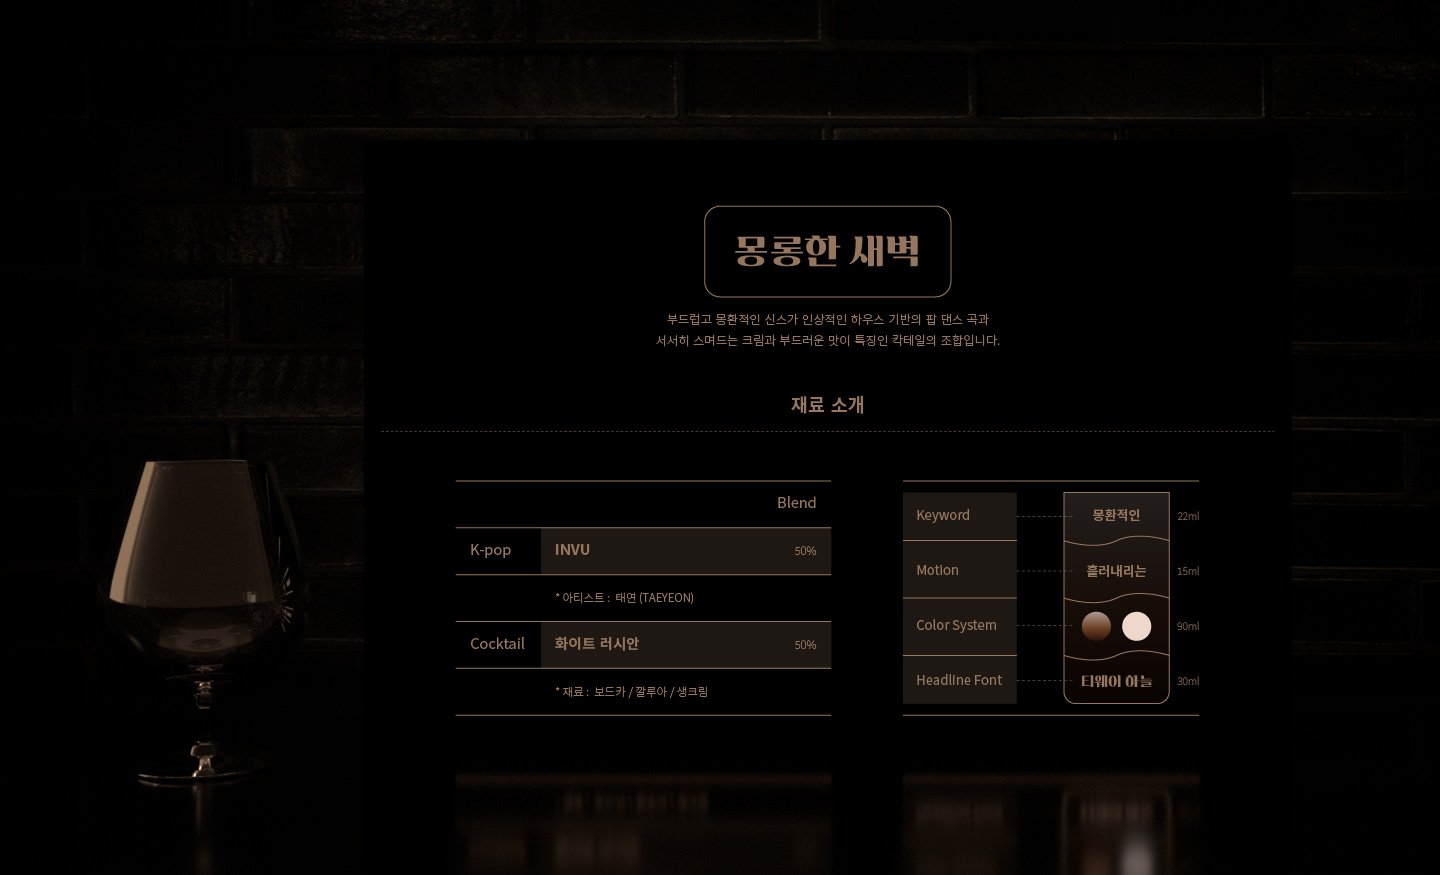 몽롱한 새벽
부드럽고 몽환적인 신스가 인상적인 하우스 기반의 팝 댄스 곡과
서서히 스며드는 크림과 부드러운 맛이 특징인 칵테일의 조합입니다.
재료 소개
Blend
K-pop INVU 50%
* 아티스트 : 태연 (TAEYEON)
Cocktail 화이트 러시안 50%
* 재료 : 보드카 / 깔루아 / 생크림
Keyword 몽환적인 22ml
Motion 흘러내리는 15ml
Color System 90ml
Headline Font 티웨이 하늘 30ml